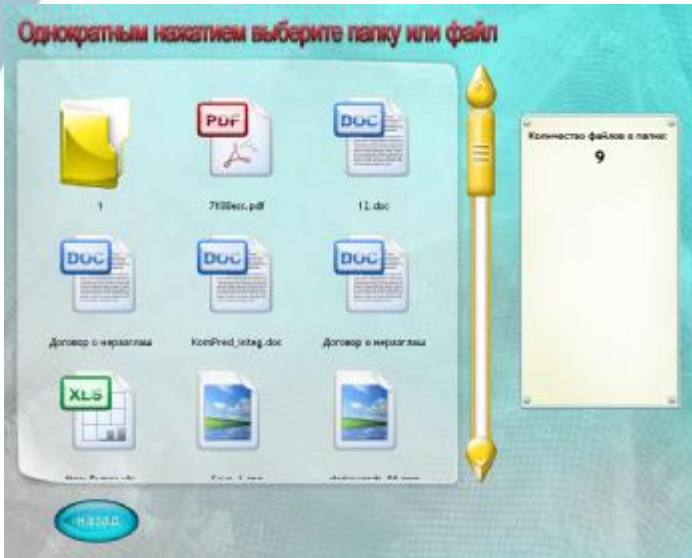 Однократным нажатием выберите папку или файл
Количество файлов в папке:
9
PDF
DOC
1
12.doc
DOC
DOC
DOC
Договор о неразглаш
KomPred_integ.doc
Договор о неразглаш
XLS
назад